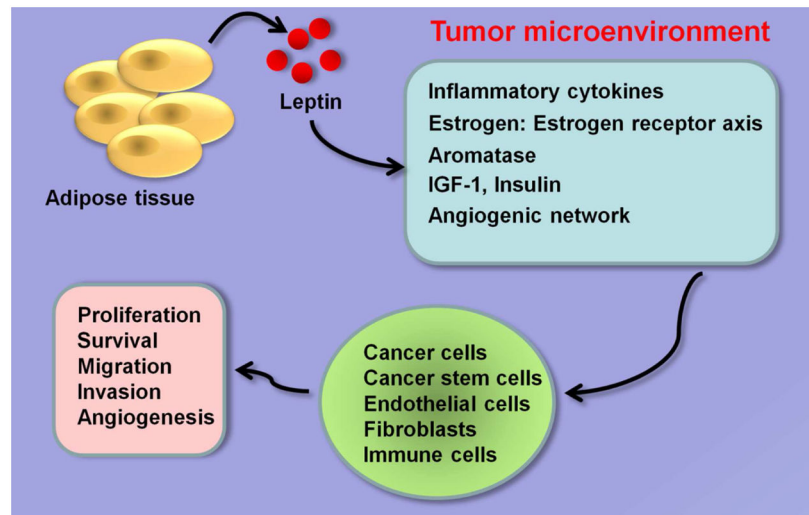 Tumor microenvironment
Leptin
Adipose tissue
Inflammatory cytokines
Estrogen: Estrogen receptor axis
Aromatase
IGF-1, Insulin
Angiogenic network
Cancer cells
Cancer stem cells
Endothelial cells
Fibroblasts
Immune cells
Proliferation
Survival
Migration
Invasion
Angiogenesis